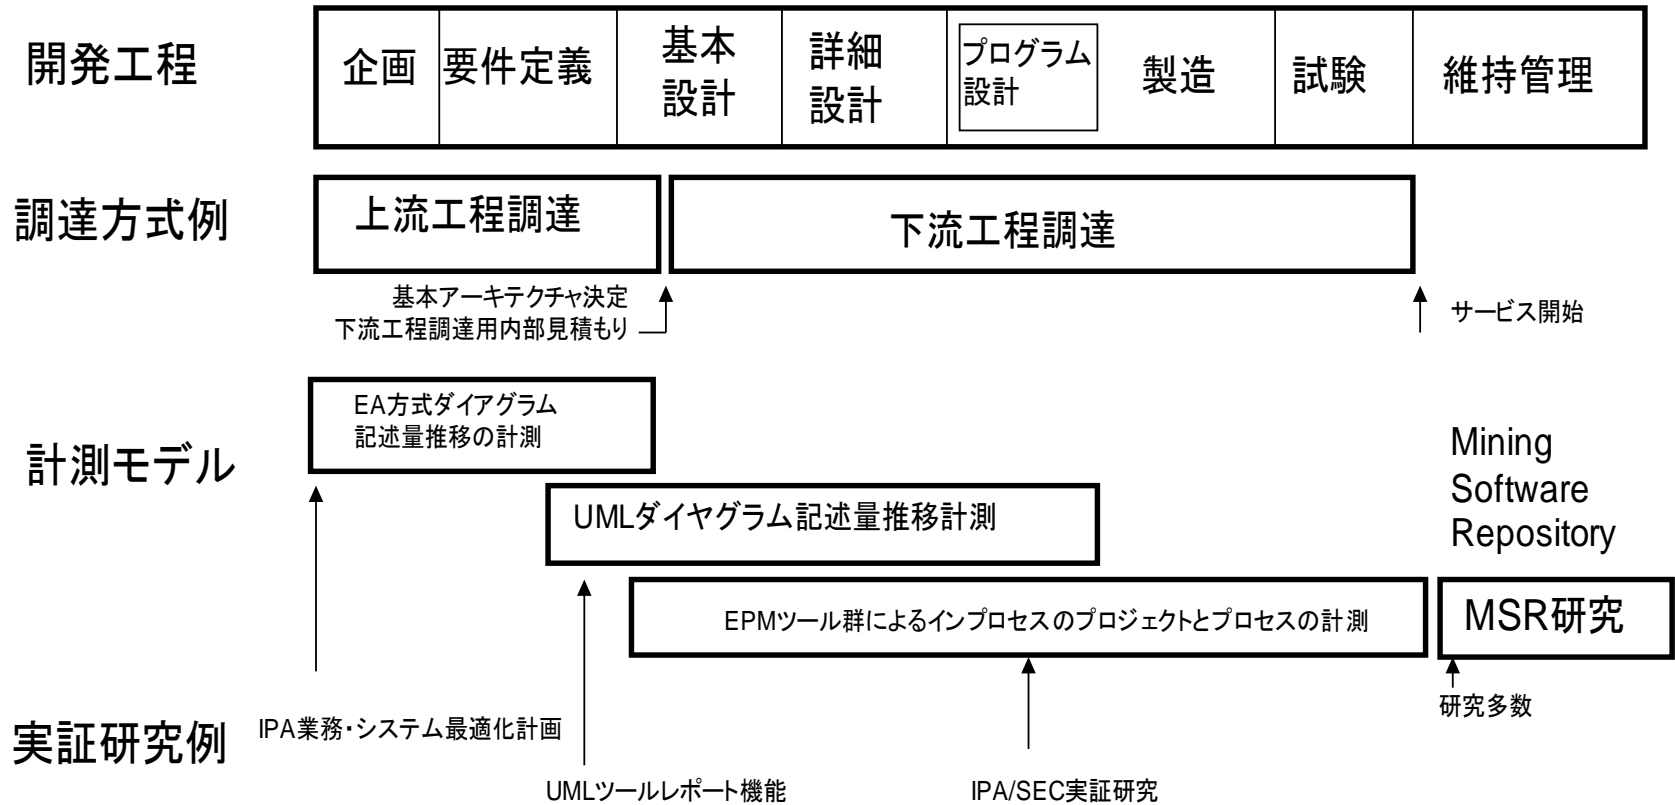 開発工程
企画
要件定義
基本
設計
詳細
設計
プログラム
設計
製造
試験
維持管理
調達方式例
上流工程調達
下流工程調達
基本アーキテクチャ決定
下流工程調達用内部見積もり
サービス開始
計測モデル
EA方式ダイアグラム
記述量推移の計測
UMLダイヤグラム記述量推移計測
EPMツール群によるインプロセスのプロジェクトとプロセスの計測
Mining
Software
Repository
MSR研究
実証研究例
IPA業務・システム最適化計画
UMLツールレポート機能
IPA/SEC実証研究
研究多数